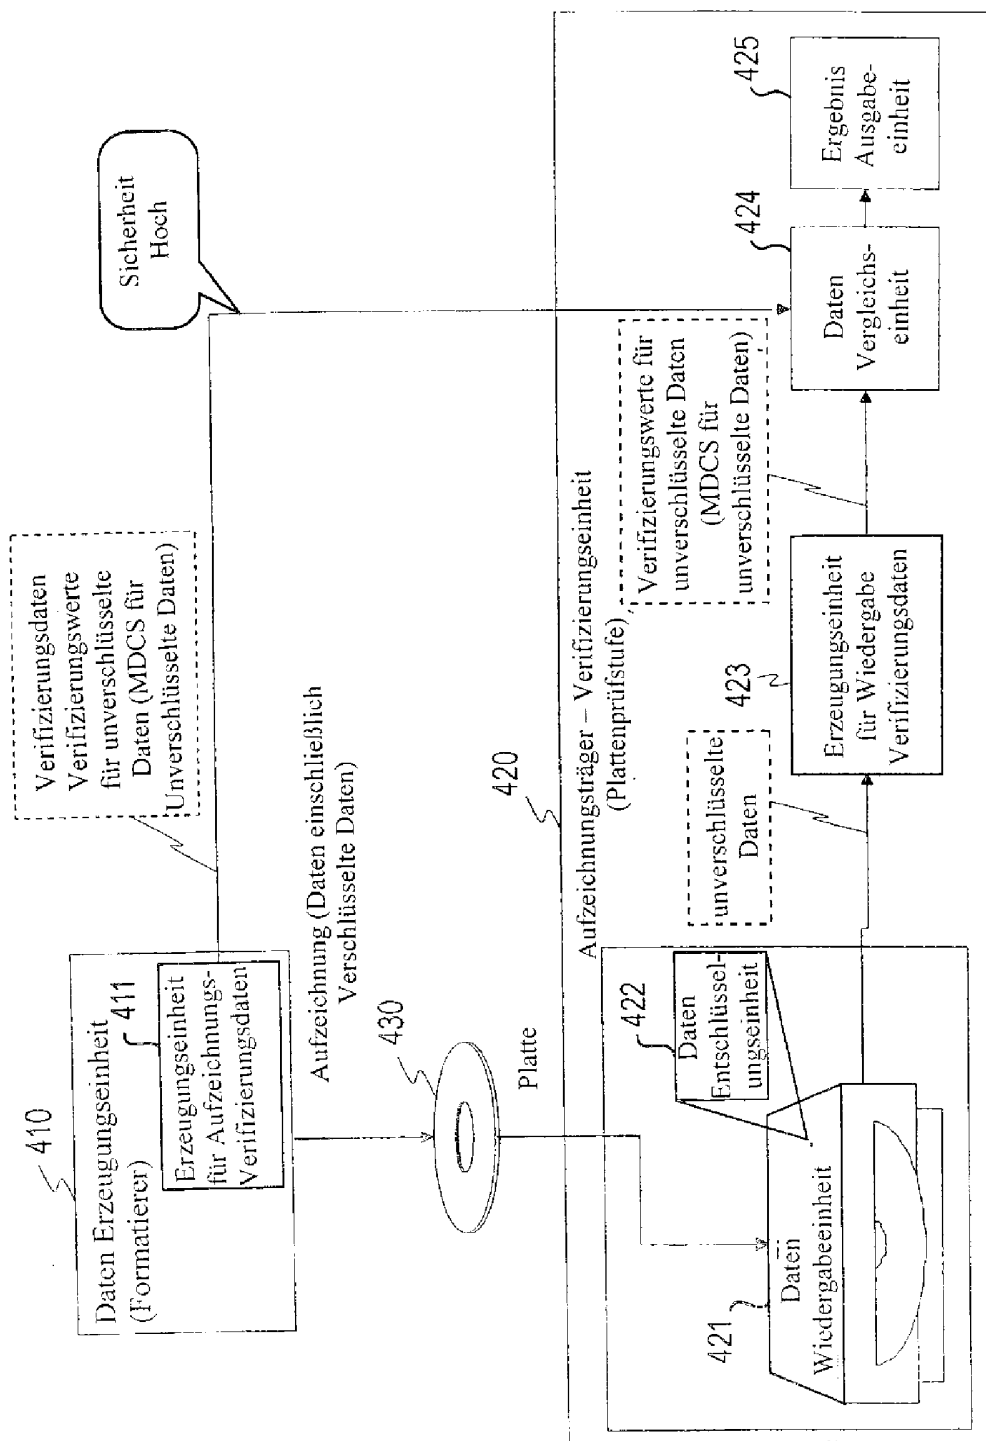 410
Daten Erzeugungseinheit
(Formatierer)
411
Erzeugungseinheit
für Aufzeichnungs-
Verifizierungsdaten
Verifizierungsdaten
Verifizierungswerte
für unverschlüsselte
Daten (MDCS für
Unverschlüsselte Daten)
Sicherheit
Hoch
Aufzeichnung (Daten einschließlich
Verschlüsselte Daten)
430
Platte
420
Aufzeichnungsträger – Verifizierungseinheit
(Plattenprüfstufe)
422
Daten
Entschlüssel-
ungseinheit
421
Daten
Wiedergabeeinheit
unverschlüsselte
Daten
423
Erzeugungseinheit
für Wiedergabe
Verifizierungsdaten
Verifizierungswerte für
unverschlüsselte Daten
(MDCS für
unverschlüsselte Daten)
424
Daten
Vergleichs-
einheit
425
Ergebnis
Ausgabe-
einheit